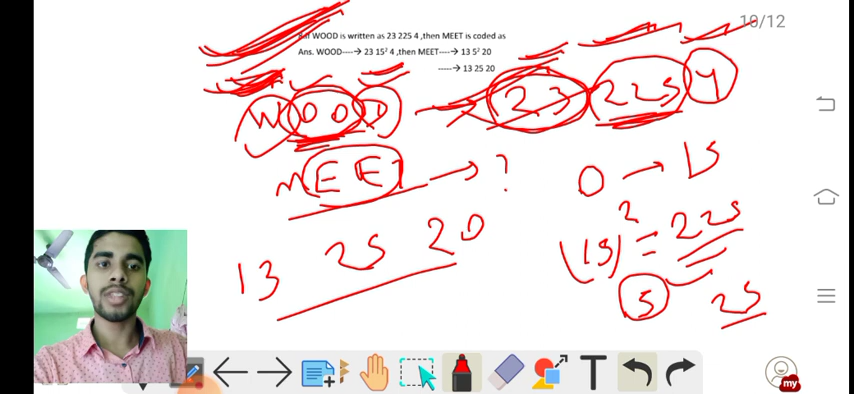 10/12
If WOOD is written as 23 225 4 ,then MEET is coded as
Ans. WOOD----→ 23 15² 4 ,then MEET----→ 13 5² 20
-----→ 13 25 20
WOOD → 23 225 4
MEET → ?
O → 15
13 25 20
(15)² = 225
5 25
T
my